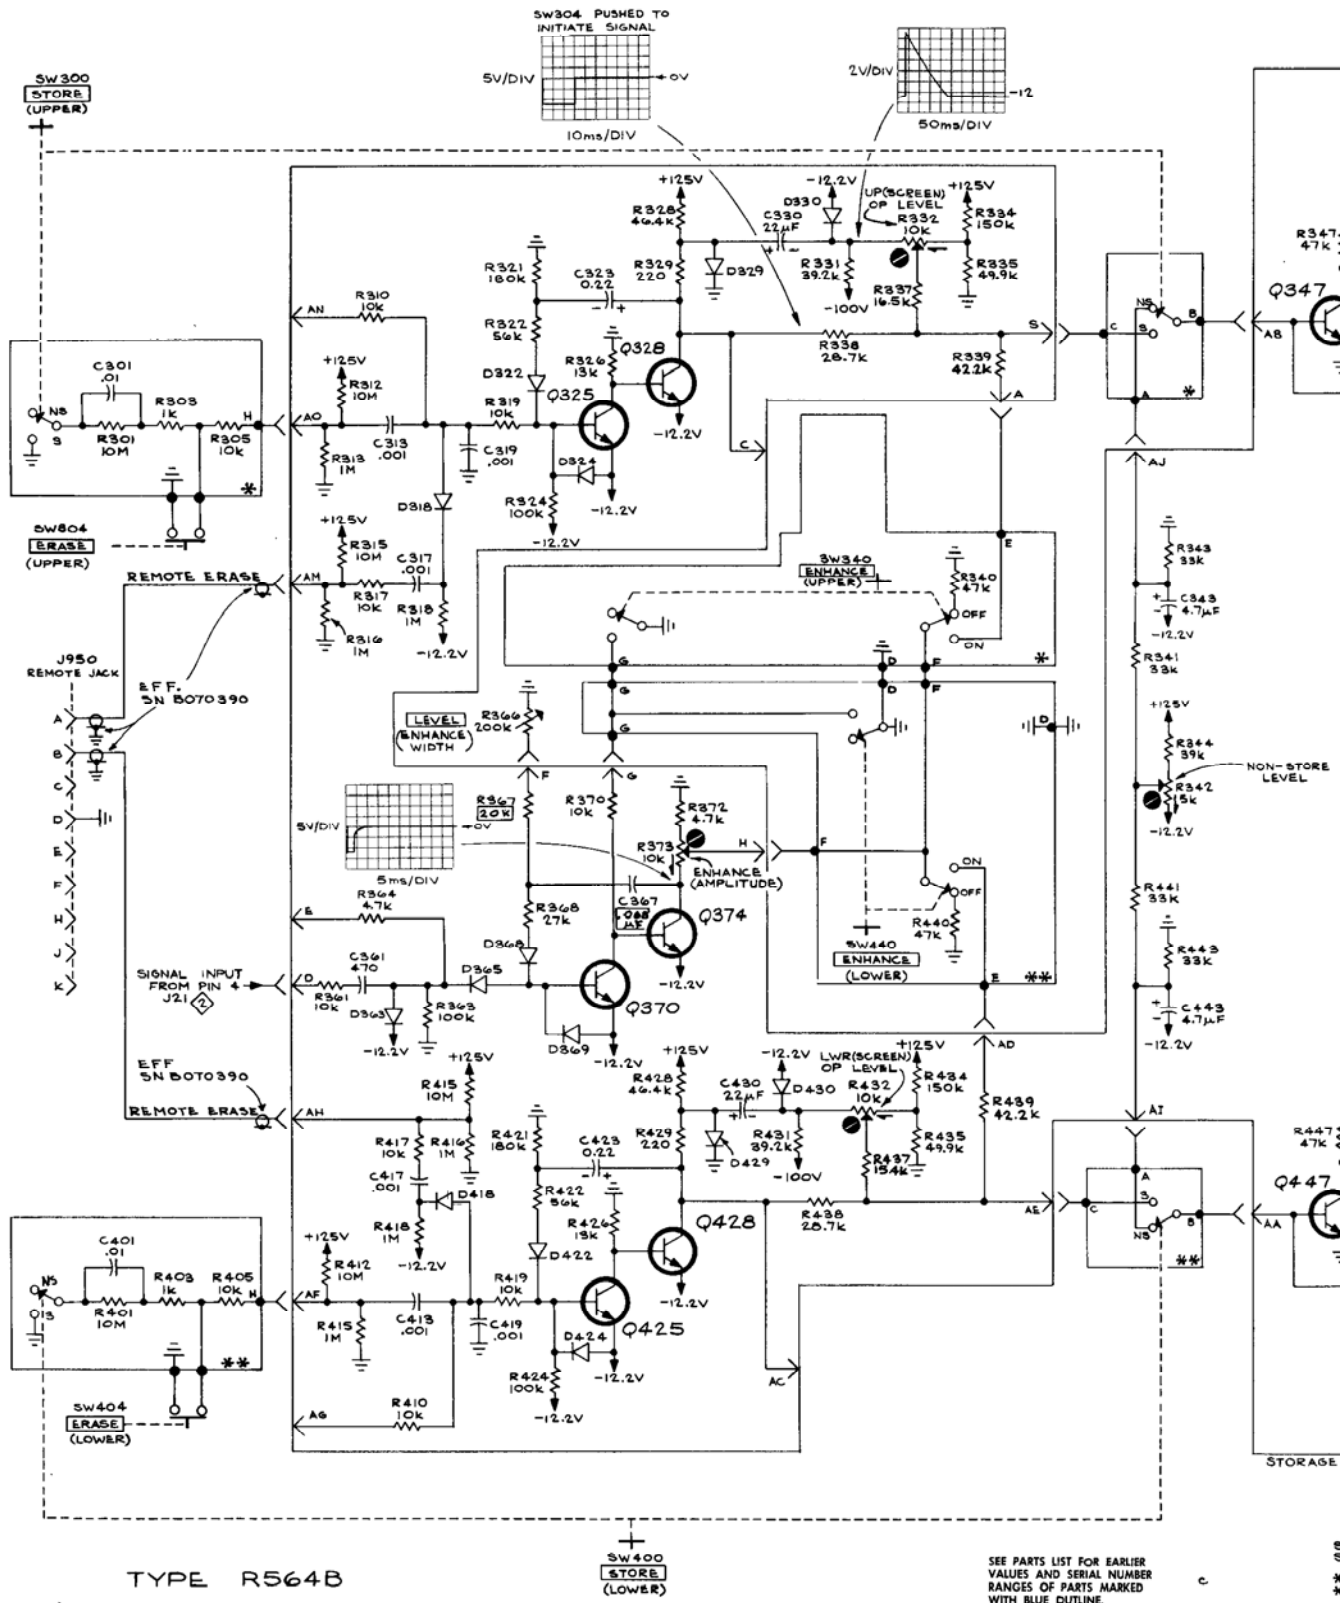 SW304 PUSHED TO
INITIATE SIGNAL
5V/DIV
0V
10ms/DIV
2V/DIV
-12
50ms/DIV
SW300
STORE
(UPPER)
+125V
R328
46.4K
-12.2V
D330
C330
22µF
+ -
UP(SCREEN)
OP LEVEL
R332
10K
+125V
R334
150K
R321
180K
C323
0.22
- +
R329
220
D329
R331
39.2K
-100V
R335
49.9K
R337
16.5K
R347
47K
Q347
AN
R310
10K
R322
56K
R326
13K
Q328
R338
28.7K
S
C
NS
S
B
AB
R339
42.2K
A
A
*
C301
.01
NS
S
R301
10M
R303
1K
R305
10K
H
AO
+125V
R312
10M
R313
1M
C313
.001
D322
R319
10K
Q325
C319
.001
D324
-12.2V
-12.2V
C
R324
100K
-12.2V
D318
AJ
*
SW304
ERASE
(UPPER)
REMOTE ERASE
AM
+125V
R315
10M
C317
.001
R317
10K
R318
1M
R316
1M
-12.2V
SW340
ENHANCE
(UPPER)
R340
47K
OFF
ON
E
R343
33K
C343
4.7µF
+
-
-12.2V
R341
33K
G
D
F
*
G
D
F
G
D
J950
REMOTE JACK
EFF.
SN B070390
A
B
C
D
E
F
H
J
K
LEVEL
(ENHANCE)
WIDTH
R366
200K
F
G
+125V
R344
39K
NON-STORE
LEVEL
R342
5K
-12.2V
5V/DIV
0V
5ms/DIV
R367
20K
R370
10K
R372
4.7K
R373
10K
H
F
ENHANCE
(AMPLITUDE)
ON
OFF
R441
33K
E
R364
4.7K
R368
27K
C367
.068
µF
Q374
-12.2V
R440
47K
SW440
ENHANCE
(LOWER)
E
**
R443
33K
C443
4.7µF
+
-
-12.2V
SIGNAL INPUT
FROM PIN 4
J21 2
O
C361
470
R361
10K
D363
-12.2V
R363
100K
D365
D368
Q370
D369
-12.2V
AD
EFF
SN B070390
REMOTE ERASE
AH
+125V
R415
10M
R417
10K
R416
1M
C417
.001
D418
R418
1M
-12.2V
R421
180K
C423
0.22
- +
+125V
R428
46.4K
R429
220
-12.2V
C430
22µF
+ -
D430
D429
R431
39.2K
-100V
LWR(SCREEN)
OP LEVEL
R432
10K
+125V
R434
150K
R435
49.9K
R437
15.4K
R439
42.2K
AI
R447
47K
Q447
R422
56K
R426
13K
Q428
R438
28.7K
AE
C
A
S
NS
B
AA
**
C401
.01
NS
S
R401
10M
R403
1K
R405
10K
H
AF
+125V
R412
10M
R415
1M
C413
.001
R419
10K
C419
.001
D422
D424
Q425
-12.2V
-12.2V
R424
100K
-12.2V
AC
**
SW404
ERASE
(LOWER)
AG
R410
10K
STORAGE
SW400
STORE
(LOWER)
TYPE R564B
SEE PARTS LIST FOR EARLIER
VALUES AND SERIAL NUMBER
RANGES OF PARTS MARKED
WITH BLUE OUTLINE.
c